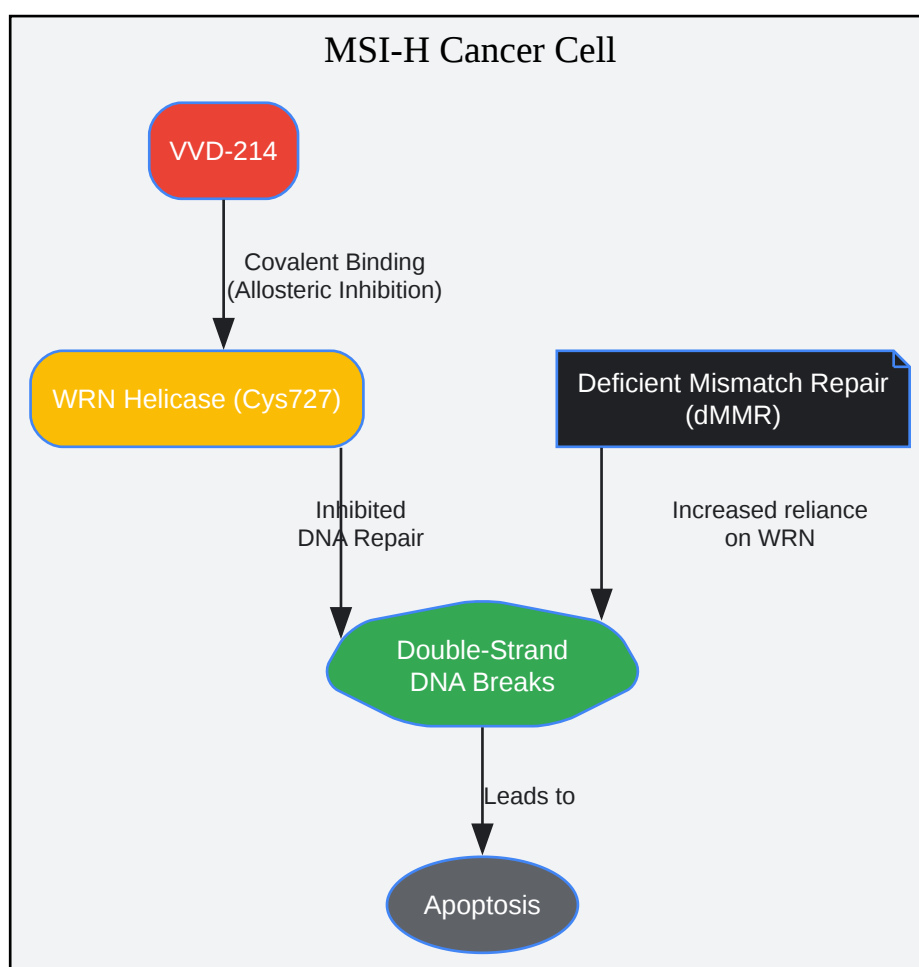 MSI-H Cancer Cell
VVD-214
Covalent Binding
(Allosteric Inhibition)
WRN Helicase (Cys727)
Deficient Mismatch Repair
(dMMR)
Inhibited
DNA Repair
Increased reliance
on WRN
Double-Strand
DNA Breaks
Leads to
Apoptosis